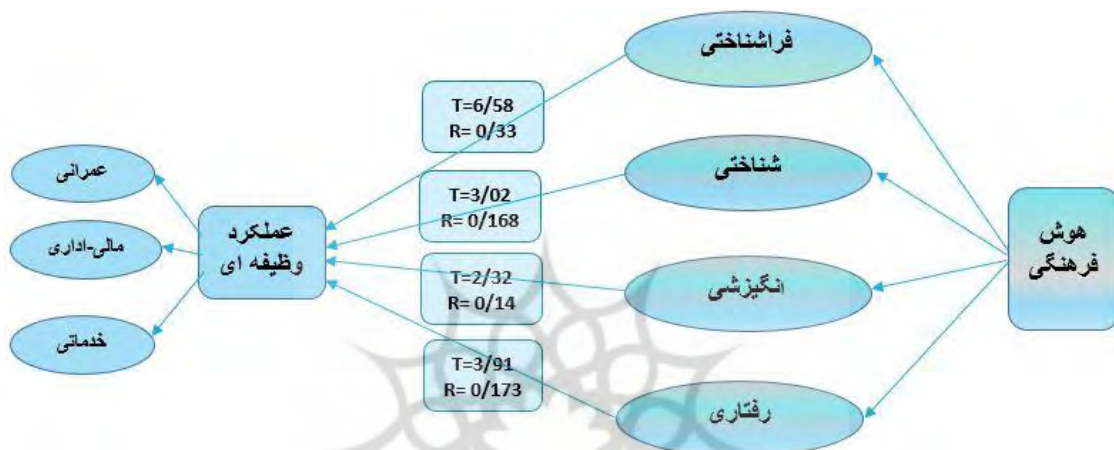 هوش
فرهنگی
فراشناختی
شناختی
انگیزشی
رفتاری
T=6/58
R= 0/33
T=3/02
R= 0/168
T=2/32
R= 0/14
T=3/91
R= 0/173
عملکرد
وظیفه ای
عمرانی
مالی-اداری
خدماتی